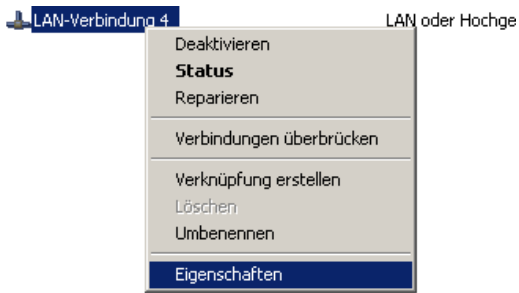 LAN-Verbindung 4 LAN oder Hochge
Deaktivieren
Status
Reparieren
Verbindungen überbrücken
Verknüpfung erstellen
Löschen
Umbenennen
Eigenschaften